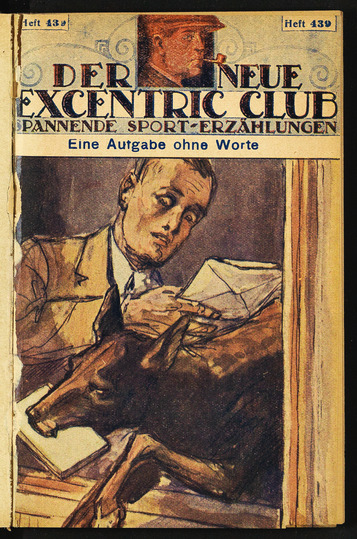 Heft 439
Heft 439
DER NEUE
EXCENTRIC CLUB
SPANNENDE SPORT-ERZÄHLUNGEN
Eine Aufgabe ohne Worte